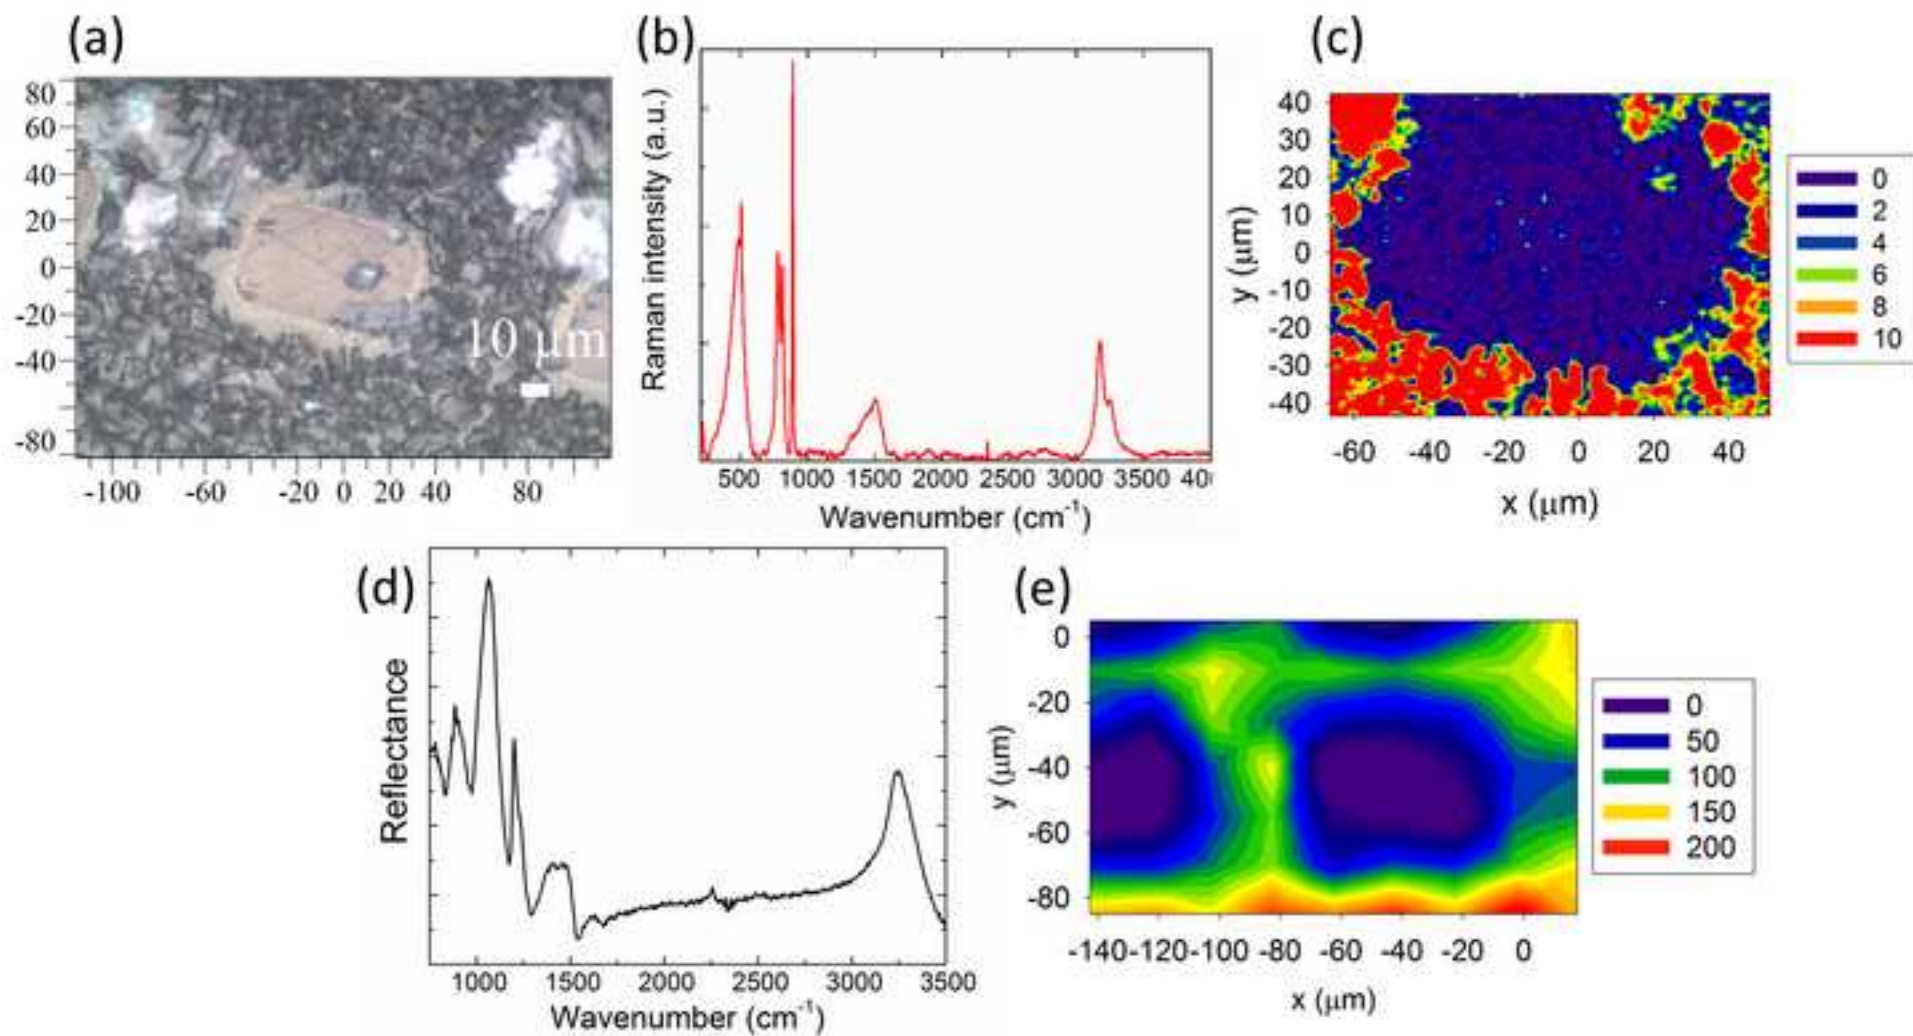 (a)
80
60
40
20
0
-20
-40
-80
-100 -60 -20 0 20 40 80
10 μm
(b)
Raman intensity (a.u.)
500 1000 1500 2000 2500 3000 3500 400
Wavenumber (cm-1)
(c)
y (μm)
40
30
20
10
0
-10
-20
-30
-40
-60 -40 -20 0 20 40
x (μm)
0
2
4
6
8
10
(d)
Reflectance
1000 1500 2000 2500 3000 3500
Wavenumber (cm-1)
(e)
y (μm)
0
-20
-40
-60
-80
-140 -120 -100 -80 -60 -40 -20 0
x (μm)
0
50
100
150
200